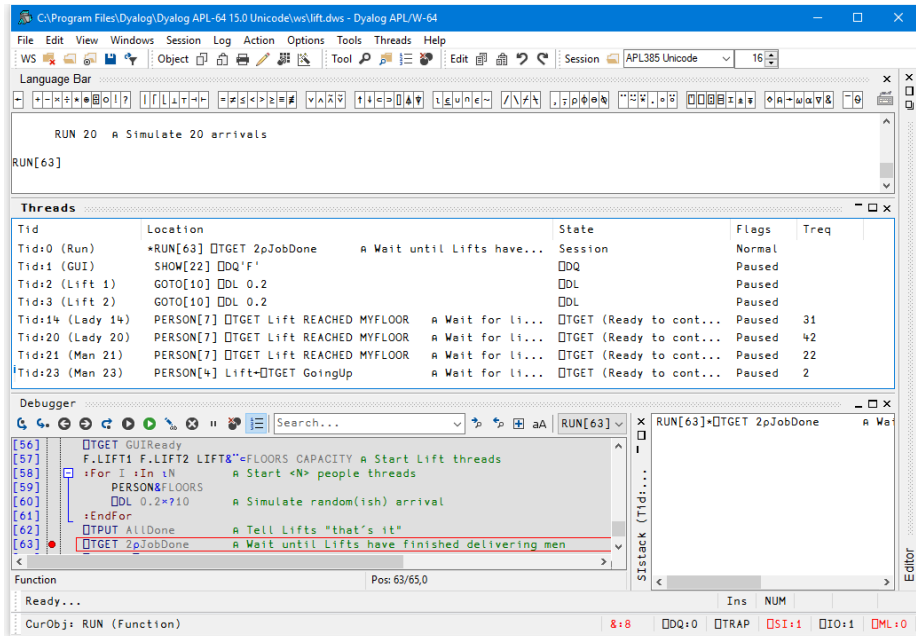 C:\Program Files\Dyalog\Dyalog APL-64 15.0 Unicode\ws\lift.dws - Dyalog APL/W-64
File Edit View Windows Session Log Action Options Tools Threads Help
WS Object Tool Edit Session APL385 Unicode 16
Language Bar
← + - × ÷ * ⍟ ⌹ ○ ! ? | ⌈ ⌊ ⊥ ⊤ ⊣ ⊢ = ≠ ≤ < > ≥ ≡ ≢ ∨ ∧ ⍲ ⍱ ↑ ↓ ⊂ ⊃ ⌷ ⍋ ⍒ ⍳ ⍷ ∪ ∩ ∊ ~ / \ ⌿ ⍀ , ⍪ ⍴ ⌽ ⊖ ⍉ ¨ ⍨ ⍣ . ∘ ⍤ ⍞ ⎕ ⍠ ⌸ ⌶ ⍎ ⍕ ⋄ ⍝ → ⍵ ⍺ ∇ & ¯ ⍬
RUN 20 ⍝ Simulate 20 arrivals
RUN[63]
Threads
Tid Location State Flags Treq
Tid:0 (Run) *RUN[63] ⎕TGET 2⍴JobDone ⍝ Wait until Lifts have... Session Normal
Tid:1 (GUI) SHOW[22] ⎕DQ'F' ⎕DQ Paused
Tid:2 (Lift 1) GOTO[10] ⎕DL 0.2 ⎕DL Paused
Tid:3 (Lift 2) GOTO[10] ⎕DL 0.2 ⎕DL Paused
Tid:14 (Lady 14) PERSON[7] ⎕TGET Lift REACHED MYFLOOR ⍝ Wait for li... ⎕TGET (Ready to cont... Paused 31
Tid:20 (Lady 20) PERSON[7] ⎕TGET Lift REACHED MYFLOOR ⍝ Wait for li... ⎕TGET (Ready to cont... Paused 42
Tid:21 (Man 21) PERSON[7] ⎕TGET Lift REACHED MYFLOOR ⍝ Wait for li... ⎕TGET (Ready to cont... Paused 22
Tid:23 (Man 23) PERSON[4] Lift←⎕TGET GoingUp ⍝ Wait for li... ⎕TGET (Ready to cont... Paused 2
Debugger
Search... aA RUN[63]
RUN[63]*⎕TGET 2⍴JobDone ⍝ Wai
[56] ⎕TGET GUIReady
[57] F.LIFT1 F.LIFT2 LIFT&¨⊂FLOORS CAPACITY ⍝ Start Lift threads
[58] :For I :In ⍳N ⍝ Start <N> people threads
[59] PERSON&FLOORS
[60] ⎕DL 0.2×?10 ⍝ Simulate random(ish) arrival
[61] :EndFor
[62] ⎕TPUT AllDone ⍝ Tell Lifts "that's it"
[63] ⎕TGET 2⍴JobDone ⍝ Wait until Lifts have finished delivering men
SIstack (Tid:...
Editor
Function Pos: 63/65,0
Ready... Ins NUM
CurObj: RUN (Function) &:8 ⎕DQ:0 ⎕TRAP ⎕SI:1 ⎕IO:1 ⎕ML:0